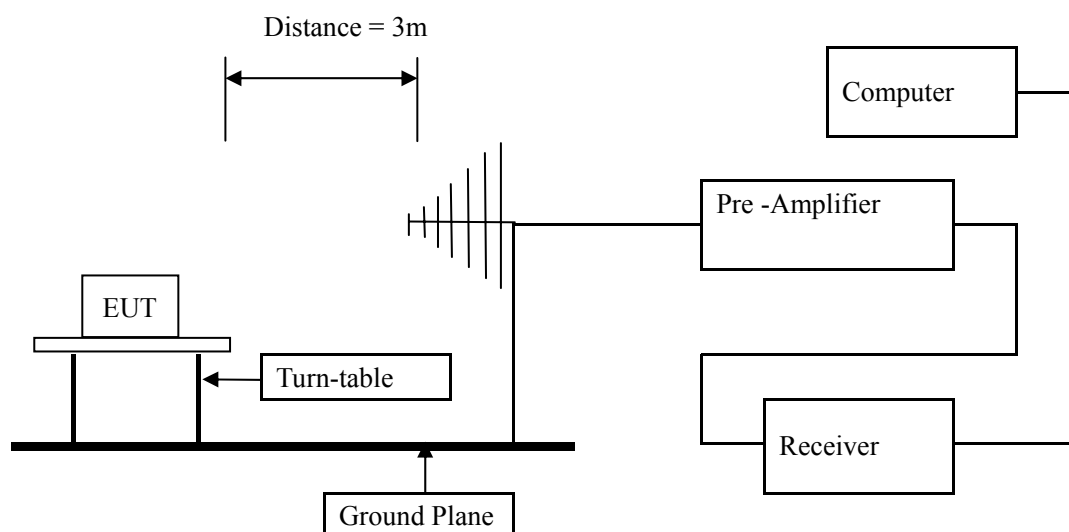 Distance = 3m
Computer
Pre -Amplifier
EUT
Turn-table
Receiver
Ground Plane